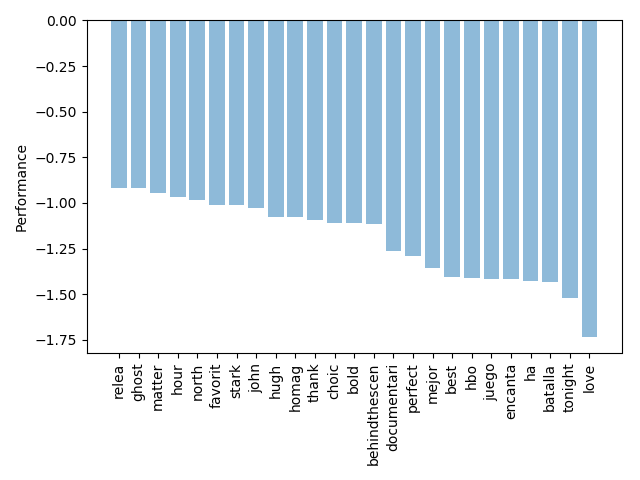 0.00
−0.25
−0.50
−0.75
−1.00
−1.25
−1.50
−1.75
Performance
relea
ghost
matter
hour
north
favorit
stark
john
hugh
homag
thank
choic
bold
behindthescen
documentari
perfect
mejor
best
hbo
juego
encanta
ha
batalla
tonight
love